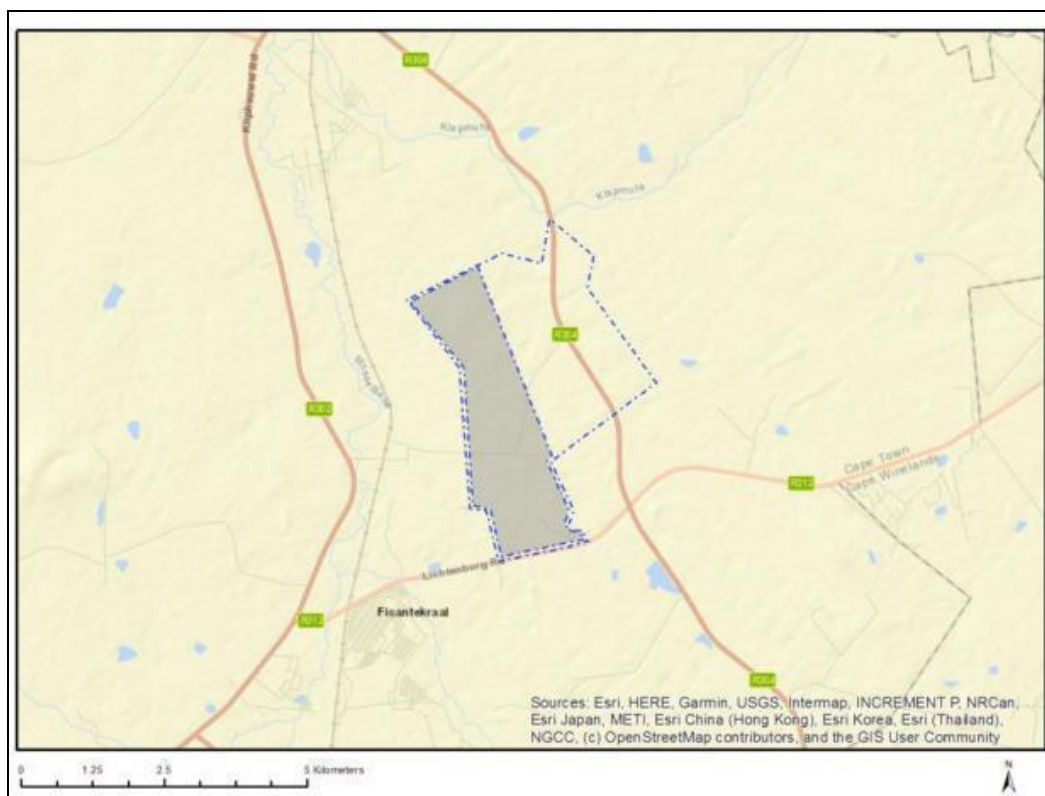 R304
Klipheuwel Rd
Klapmuts
Klapmuts
R304
R302
Cape Town
Cape Winelands
R312
Lichtenburg R
Fisantekraal
R312
R304
Sources: Esri, HERE, Garmin, USGS, Intermap, INCREMENT P, NRCan,
Esri Japan, METI, Esri China (Hong Kong), Esri Korea, Esri (Thailand),
NGCC, (c) OpenStreetMap contributors, and the GIS User Community
0 1.25 2.5 5 Kilometers
N